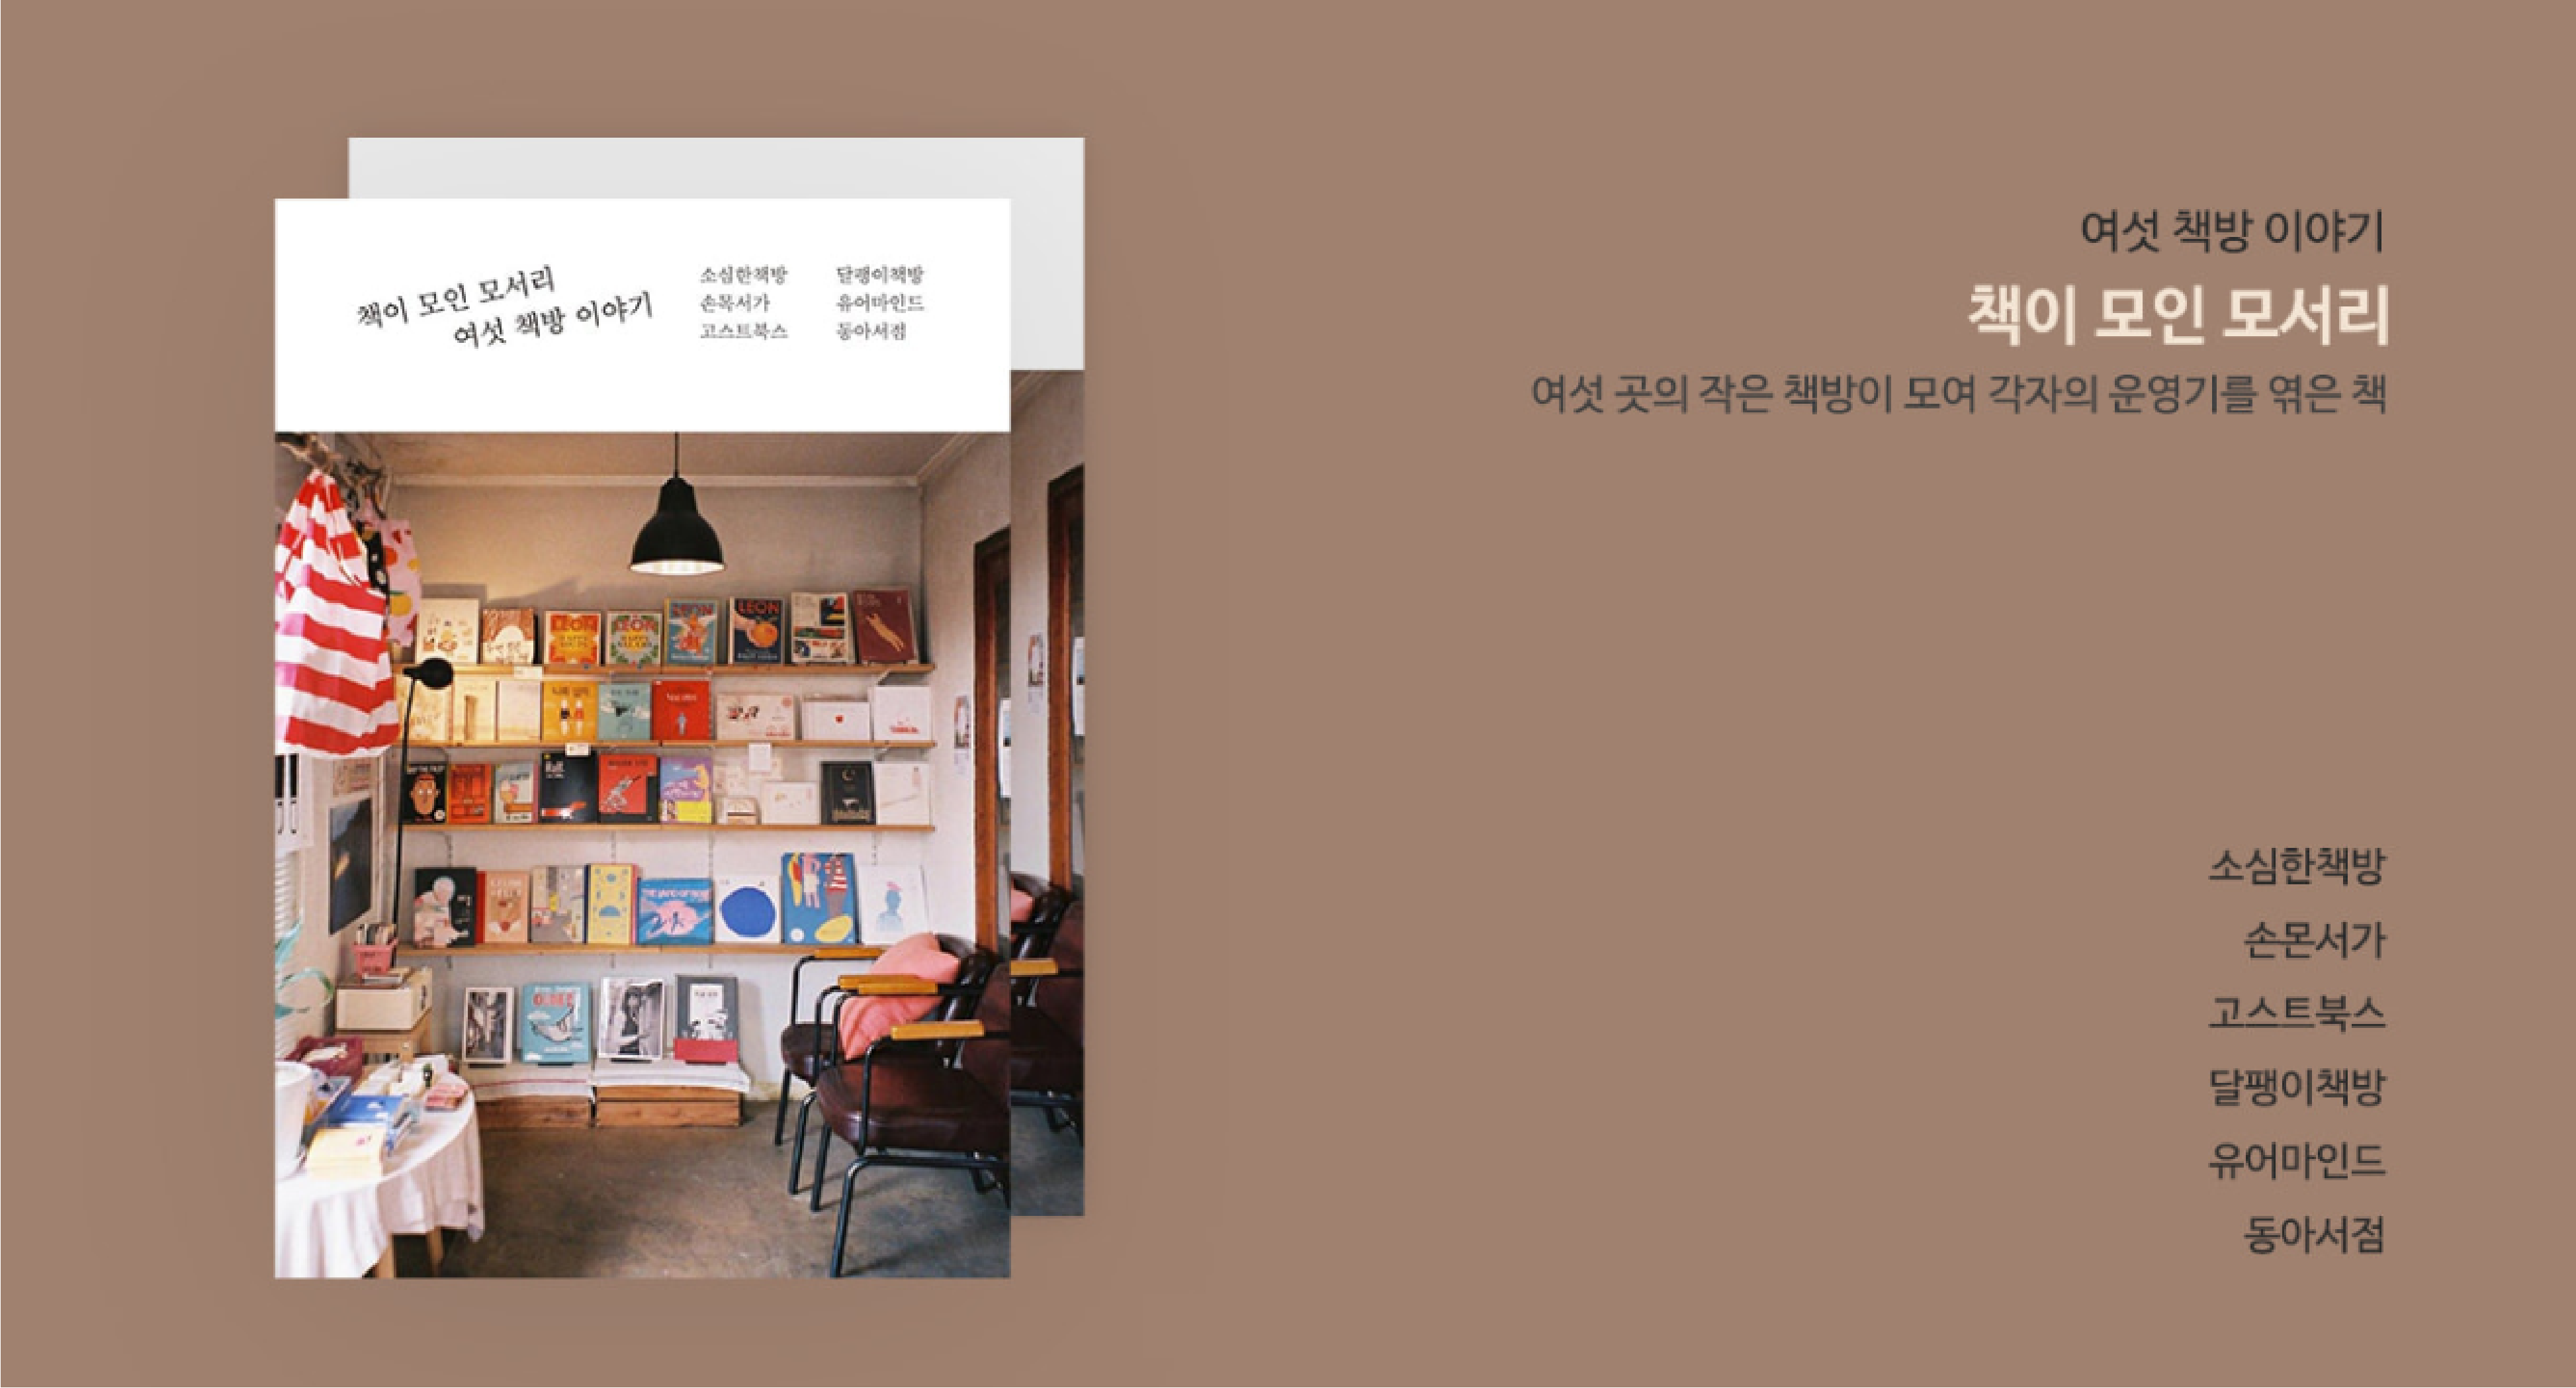 책이 모인 모서리
여섯 책방 이야기
소심한책방
손목서가
고스트북스
달팽이책방
유어마인드
동아서점
LEON
LEON
LEON
LEON
여섯 책방 이야기
책이 모인 모서리
여섯 곳의 작은 책방이 모여 각자의 운영기를 엮은 책
소심한책방
손몬서가
고스트북스
달팽이책방
유어마인드
동아서점